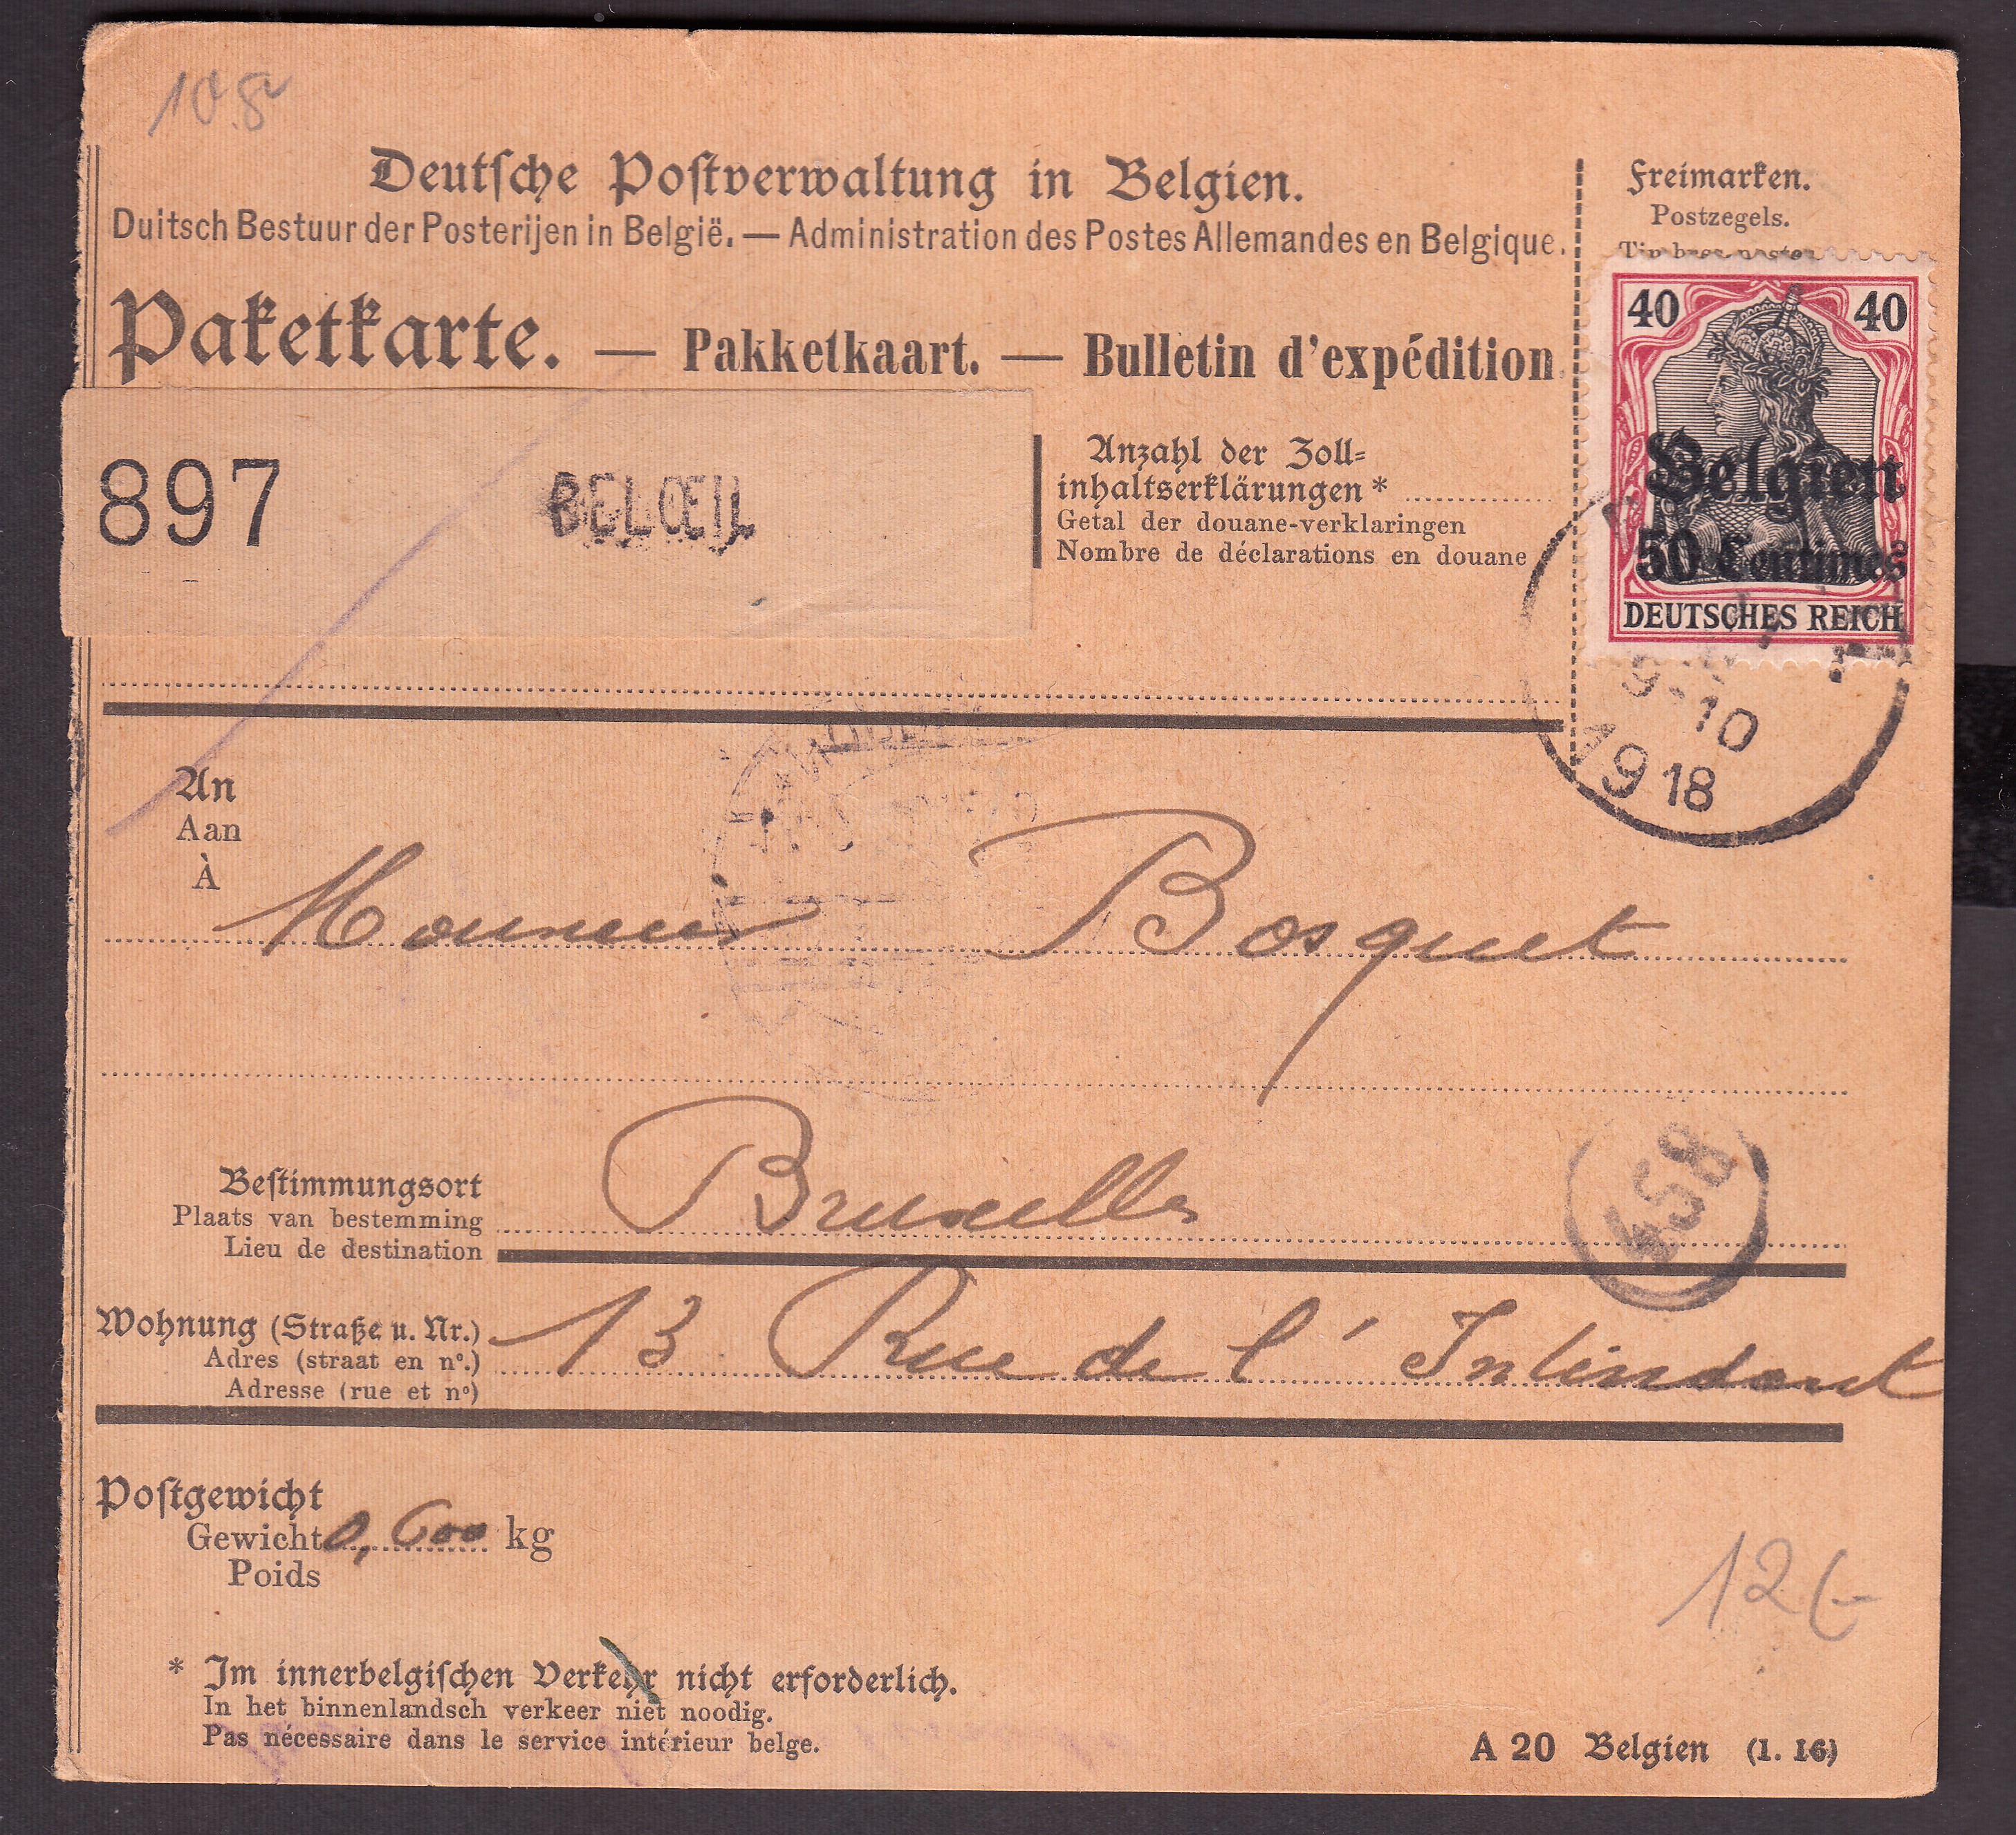 10.8
Deutsche Postverwaltung in Belgien.
Duitsch Bestuur der Posterijen in België. — Administration des Postes Allemandes en Belgique.
Paketkarte. — Pakketkaart. — Bulletin d'expédition
Freimarken.
Postzegels.
40 40
Belgien
50 Centimes
DEUTSCHES REICH
897 BELŒIL
Anzahl der Zoll-
inhaltserklärungen *
Getal der douane-verklaringen
Nombre de déclarations en douane
10
1918
An
Aan
À
Monsieur Bosquet
Bestimmungsort
Plaats van bestemming
Lieu de destination
Bruxelles
458
Wohnung (Straße u. Nr.)
Adres (straat en nº.)
Adresse (rue et nº)
13 Rue de l'Intendant
Postgewicht
Gewicht 0,600 kg
Poids
* Im innerbelgischen Verkehr nicht erforderlich.
In het binnenlandsch verkeer niet noodig.
Pas nécessaire dans le service intérieur belge.
A 20 Belgien (1. 16)